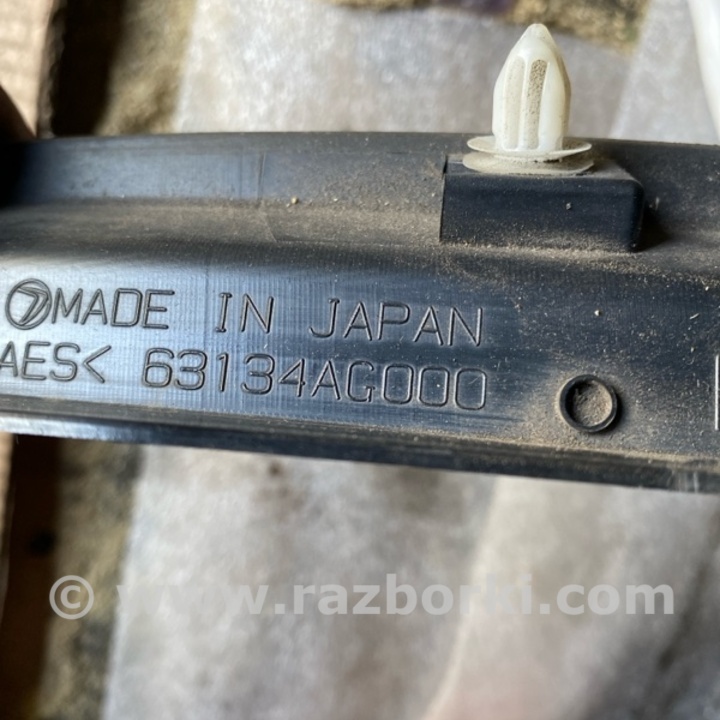 MADE IN JAPAN
AES< 63134AG000
© www.razborki.com